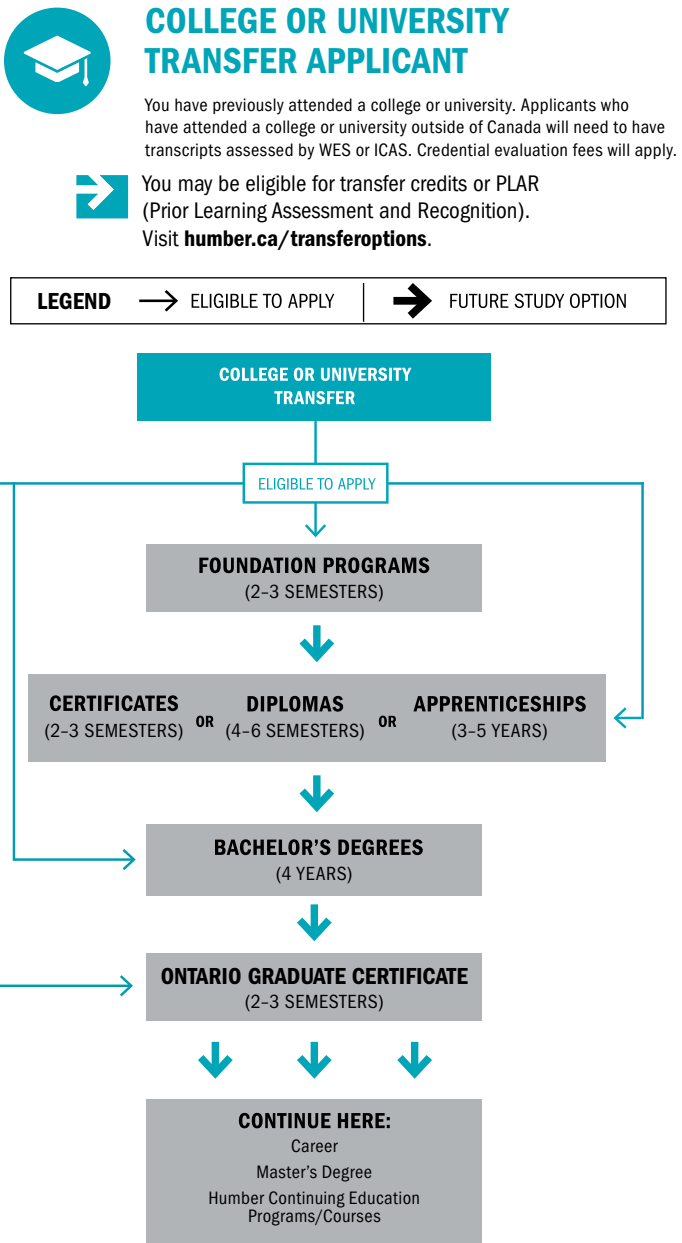 COLLEGE OR UNIVERSITY
TRANSFER APPLICANT
You have previously attended a college or university. Applicants who
have attended a college or university outside of Canada will need to have
transcripts assessed by WES or ICAS. Credential evaluation fees will apply.
You may be eligible for transfer credits or PLAR
(Prior Learning Assessment and Recognition).
Visit humber.ca/transferoptions.
LEGEND ELIGIBLE TO APPLY FUTURE STUDY OPTION
COLLEGE OR UNIVERSITY
TRANSFER
ELIGIBLE TO APPLY
FOUNDATION PROGRAMS
(2–3 SEMESTERS)
CERTIFICATES
(2–3 SEMESTERS)
OR
DIPLOMAS
(4–6 SEMESTERS)
OR
APPRENTICESHIPS
(3–5 YEARS)
BACHELOR'S DEGREES
(4 YEARS)
ONTARIO GRADUATE CERTIFICATE
(2–3 SEMESTERS)
CONTINUE HERE:
Career
Master's Degree
Humber Continuing Education
Programs/Courses